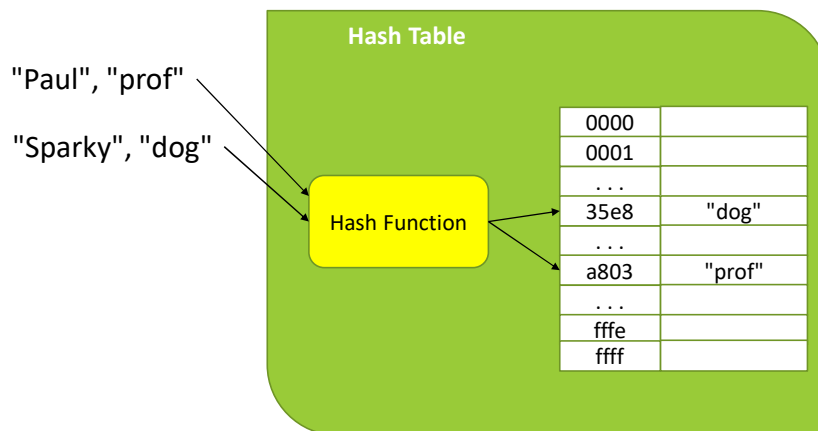 Hash Table
"Paul", "prof"
"Sparky", "dog"
Hash Function
0000
0001
. . .
35e8 "dog"
. . .
a803 "prof"
. . .
fffe
ffff